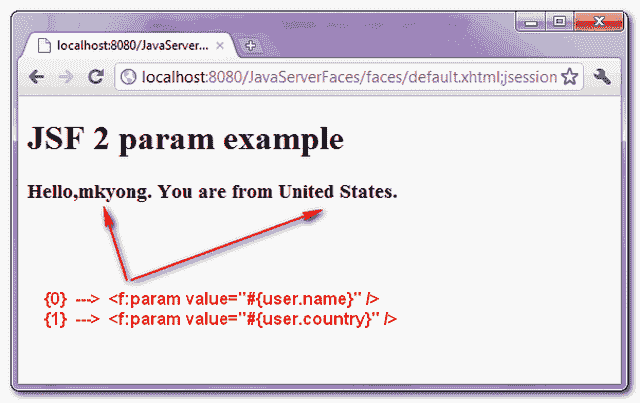 localhost:8080/JavaServer...
localhost:8080/JavaServerFaces/faces/default.xhtml;jsession
JSF 2 param example
Hello,mkyong. You are from United States.
{0} ---> <f:param value="#{user.name}" />
{1} ---> <f:param value="#{user.country}" />